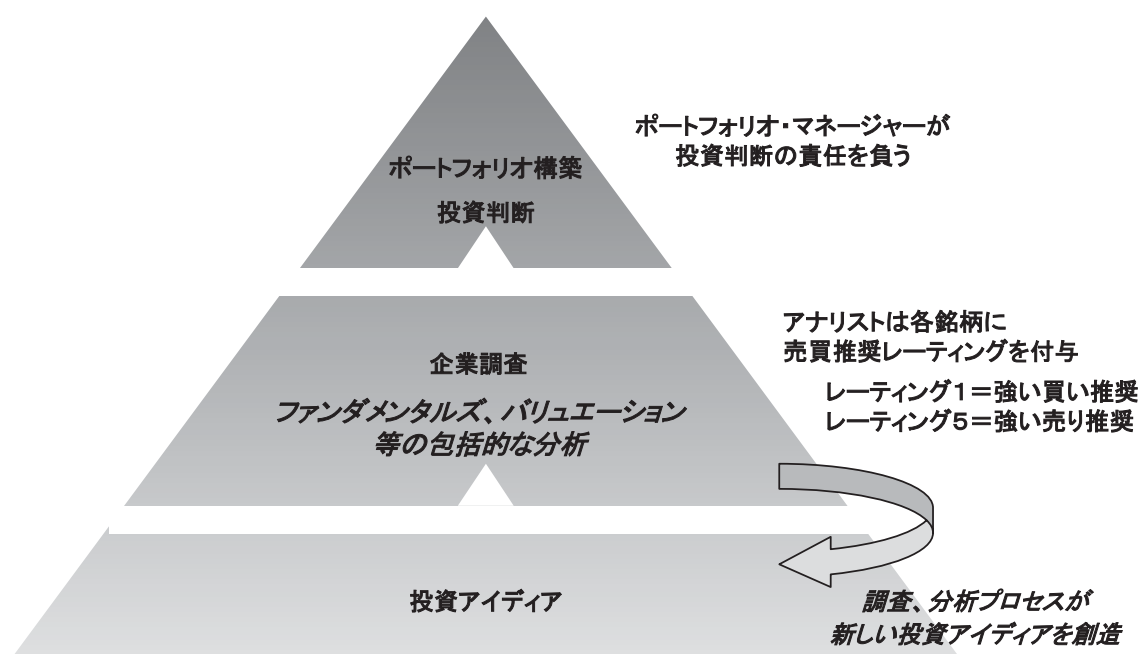 ポートフォリオ構築
投資判断
ポートフォリオ・マネージャーが
投資判断の責任を負う
企業調査
ファンダメンタルズ、バリュエーション
等の包括的な分析
アナリストは各銘柄に
売買推奨レーティングを付与
レーティング1=強い買い推奨
レーティング5=強い売り推奨
投資アイディア
調査、分析プロセスが
新しい投資アイディアを創造